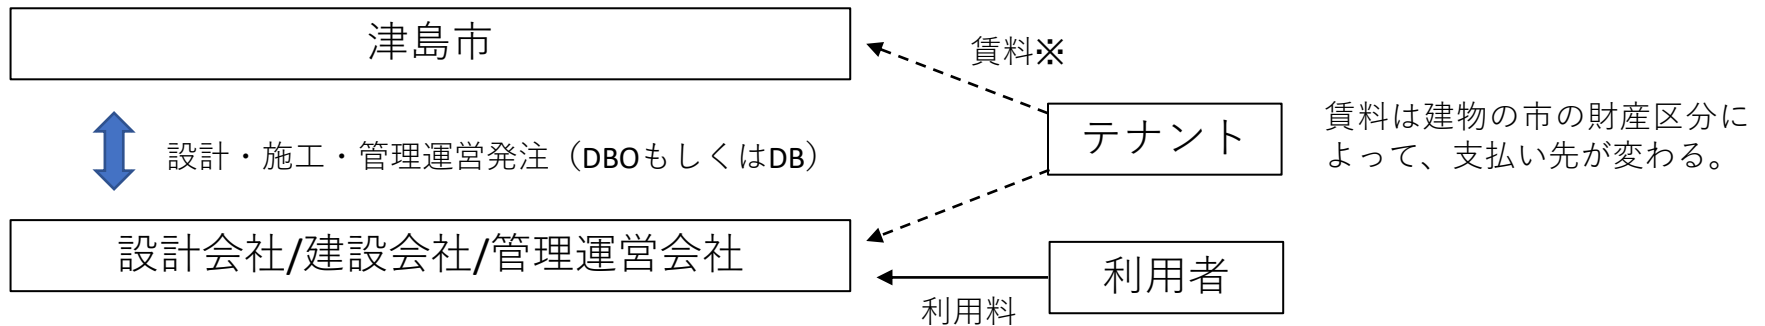 津島市
賃料※
テナント
賃料は建物の市の財産区分に
よって、支払い先が変わる。
設計・施工・管理運営発注（DBOもしくはDB）
設計会社/建設会社/管理運営会社
利用者
利用料